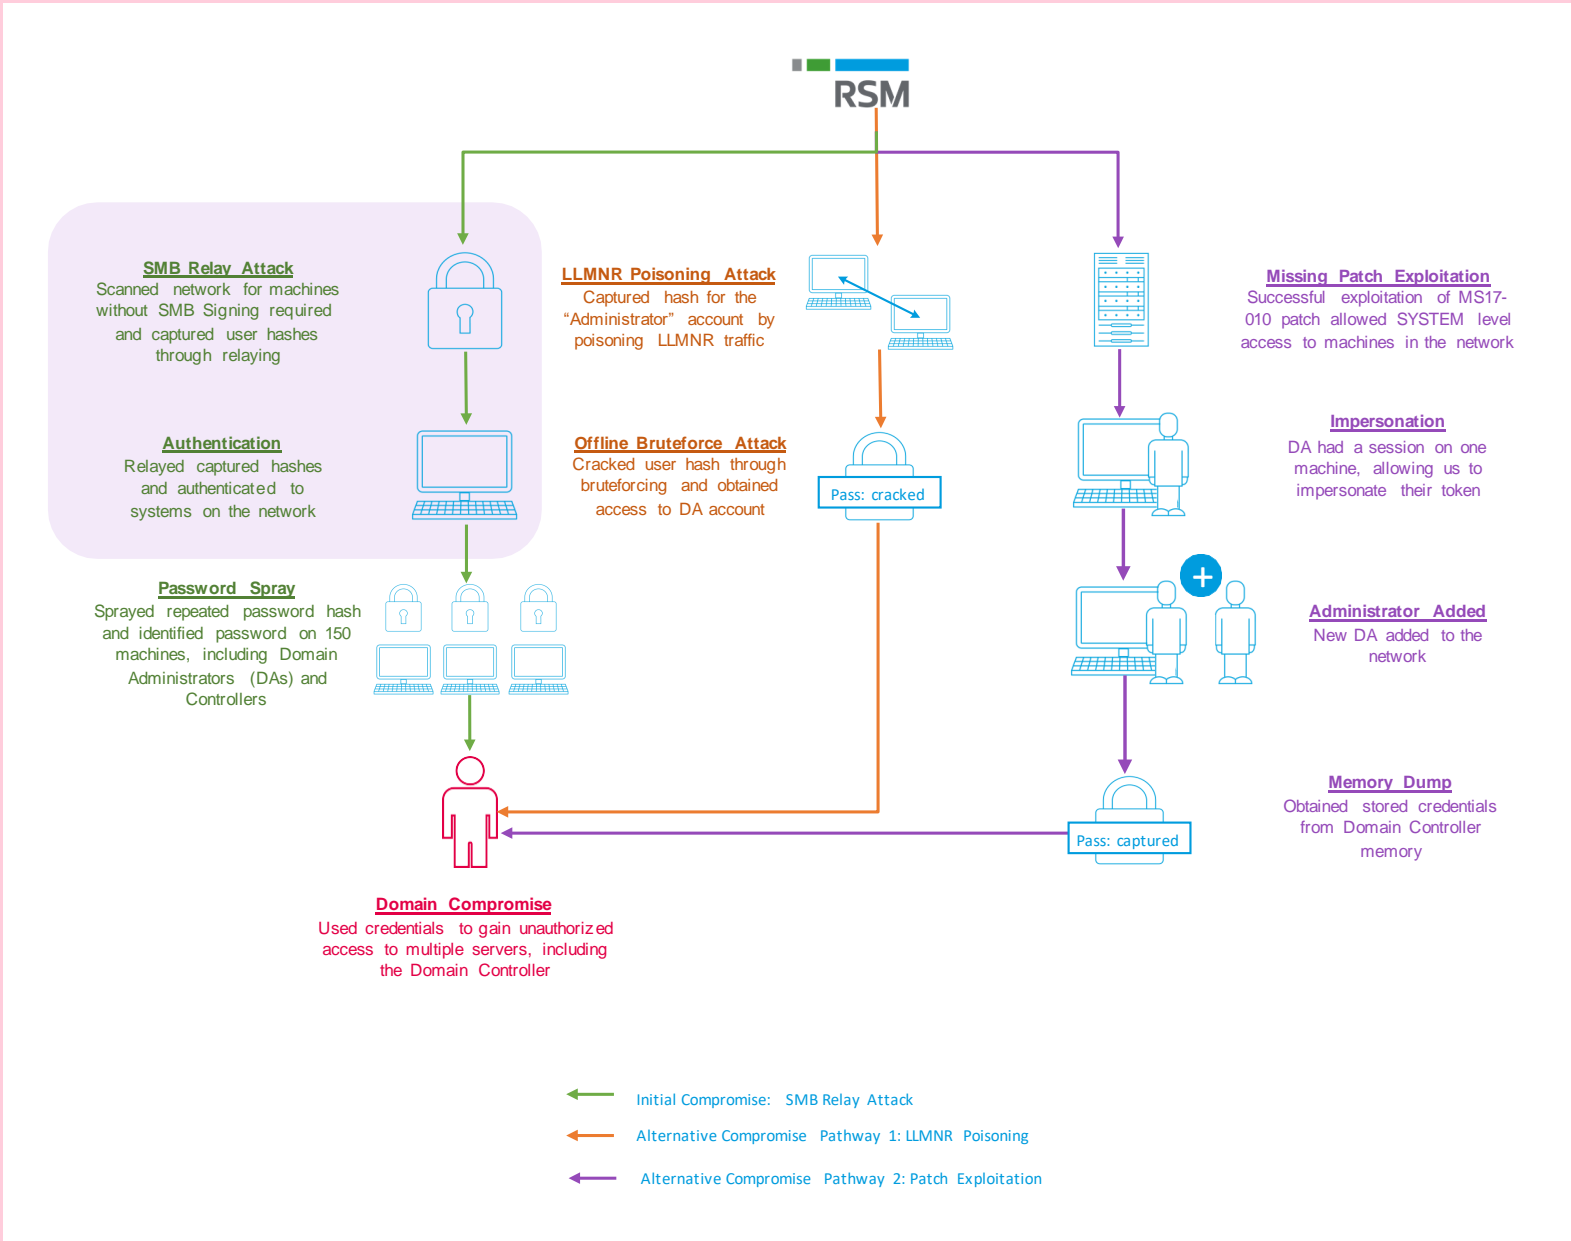 RSM
SMB Relay Attack
Scanned network for machines
without SMB Signing required
and captured user hashes
through relaying
Authentication
Relayed captured hashes
and authenticated to
systems on the network
Password Spray
Sprayed repeated password hash
and identified password on 150
machines, including Domain
Administrators (DAs) and
Controllers
LLMNR Poisoning Attack
Captured hash for the
“Administrator” account by
poisoning LLMNR traffic
Offline Bruteforce Attack
Cracked user hash through
bruteforcing and obtained
access to DA account
Pass: cracked
Missing Patch Exploitation
Successful exploitation of MS17-
010 patch allowed SYSTEM level
access to machines in the network
Impersonation
DA had a session on one
machine, allowing us to
impersonate their token
+
Administrator Added
New DA added to the
network
Memory Dump
Obtained stored credentials
from Domain Controller
memory
Pass: captured
Domain Compromise
Used credentials to gain unauthorized
access to multiple servers, including
the Domain Controller
Initial Compromise: SMB Relay Attack
Alternative Compromise Pathway 1: LLMNR Poisoning
Alternative Compromise Pathway 2: Patch Exploitation